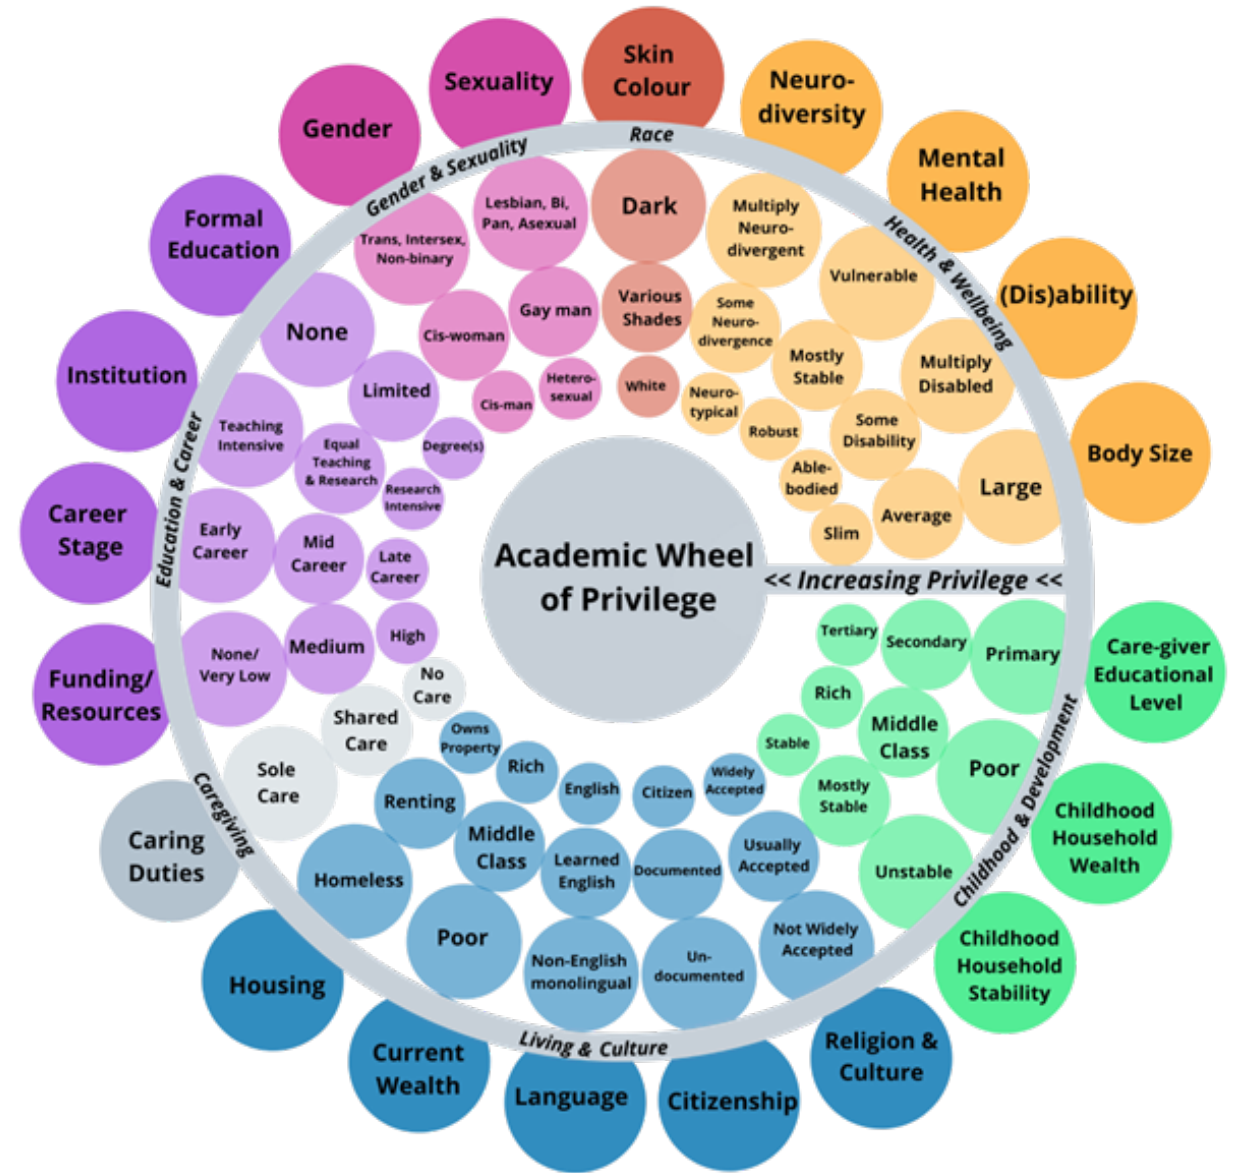 Academic Wheel
of Privilege
<< Increasing Privilege <<
Race
Skin
Colour
Dark
Various
Shades
White
Health & Wellbeing
Neuro-
diversity
Multiply
Neuro-
divergent
Some
Neuro-
divergence
Neuro-
typical
Mental
Health
Vulnerable
Mostly
Stable
Robust
(Dis)ability
Multiply
Disabled
Some
Disability
Able-
bodied
Body Size
Large
Average
Slim
Childhood & Development
Care-giver
Educational
Level
Primary
Secondary
Tertiary
Childhood
Household
Wealth
Poor
Middle
Class
Rich
Childhood
Household
Stability
Unstable
Mostly
Stable
Stable
Living & Culture
Religion &
Culture
Not Widely
Accepted
Usually
Accepted
Widely
Accepted
Citizenship
Un-
documented
Documented
Citizen
Language
Non-English
monolingual
Learned
English
English
Current
Wealth
Poor
Middle
Class
Rich
Housing
Homeless
Renting
Owns
Property
Caregiving
Caring
Duties
Sole
Care
Shared
Care
No
Care
Education & Career
Funding/
Resources
None/
Very Low
Medium
High
Career
Stage
Early
Career
Mid
Career
Late
Career
Institution
Teaching
Intensive
Equal
Teaching
& Research
Research
Intensive
Formal
Education
None
Limited
Degree(s)
Gender & Sexuality
Gender
Trans, Intersex,
Non-binary
Cis-woman
Cis-man
Sexuality
Lesbian, Bi,
Pan, Asexual
Gay man
Hetero-
sexual